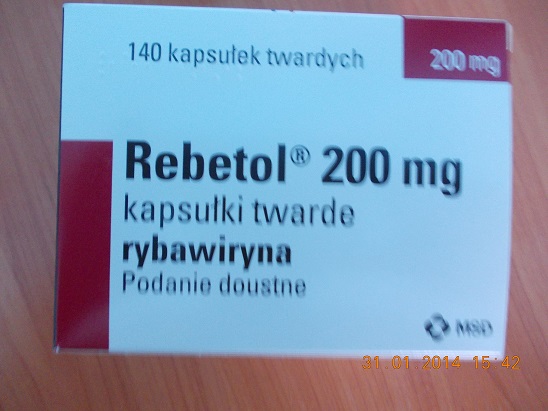 140 kapsułek twardych
200 mg
Rebetol® 200 mg
kapsułki twarde
rybawiryna
Podanie doustne
MSD
31.01.2014 15:42